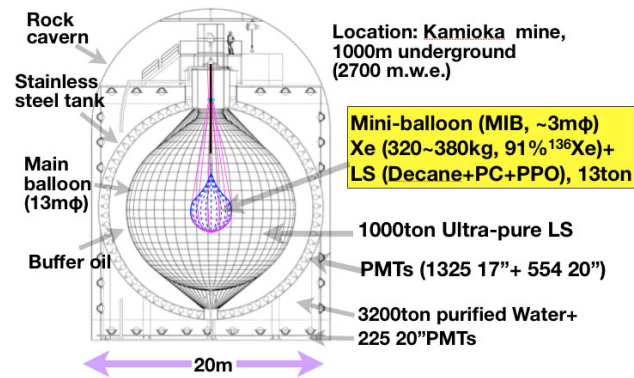 Rock
cavern
Location: Kamioka mine,
1000m underground
(2700 m.w.e.)
Stainless
steel tank
Mini-balloon (MIB, ~3mφ)
Xe (320~380kg, 91%¹³⁶Xe)+
LS (Decane+PC+PPO), 13ton
Main
balloon
(13mφ)
1000ton Ultra-pure LS
Buffer oil
PMTs (1325 17”+ 554 20”)
3200ton purified Water+
225 20”PMTs
20m